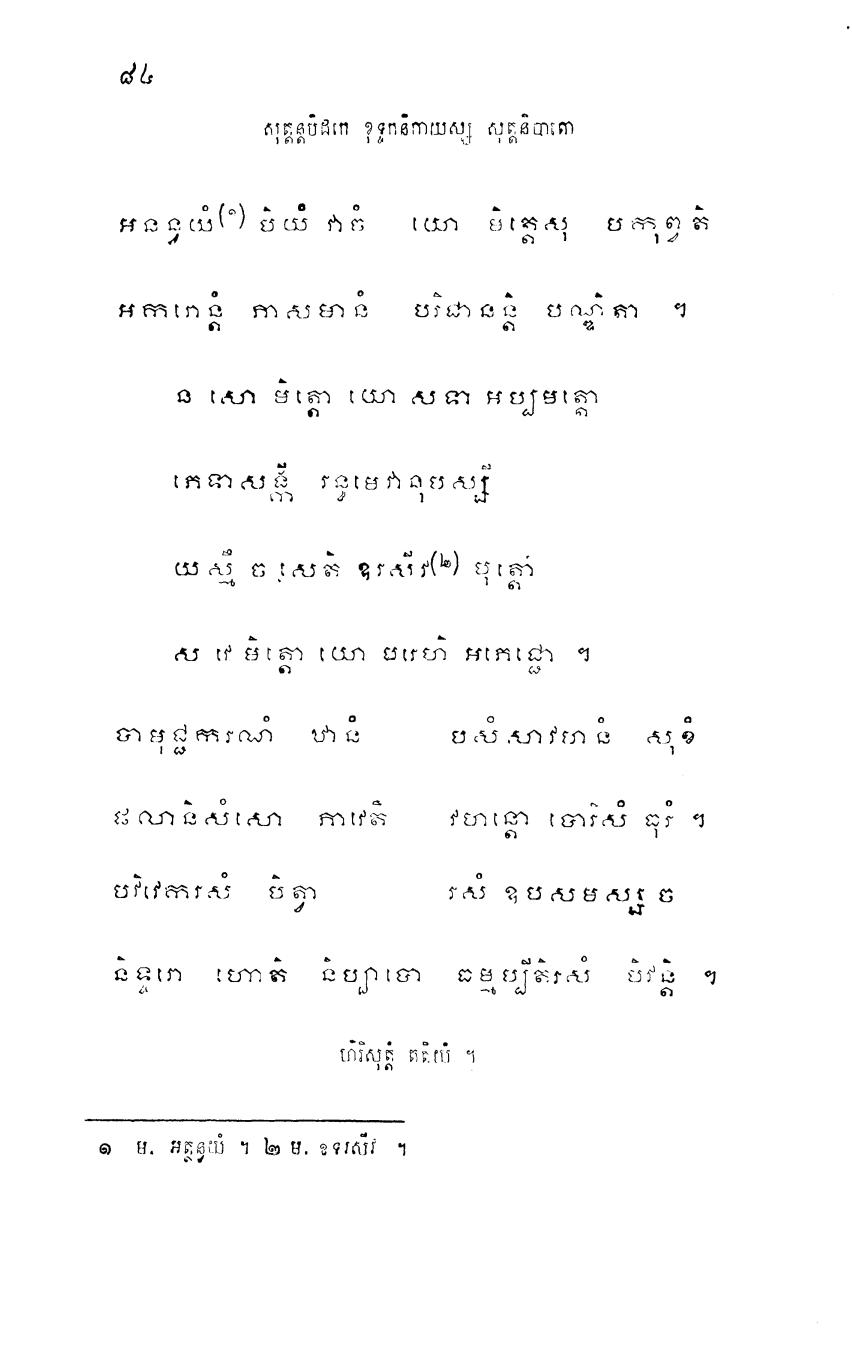 ៨៤
សុត្តន្តបិដកេ ខុទ្ទកនិកាយស្ស សុត្តនិបាតោ
អនន្វយំ(១) បិយំ វាចំ យោ មិត្តេសុ បកុព្វតិ
អករោន្តំ ភាសមានំ បរិជានន្តិ បណ្ឌិតា ។
ន សោ មិត្តោ យោ សទា អប្បមត្តោ
ភេទាសង្កី រន្ធមេវានុបស្សី
យស្មឹ ច សេតិ ឧរសីវ(២) បុត្តោ
ស វេ មិត្តោ យោ បរេហិ អភេជ្ជោ ។
បាមុជ្ជករណំ ឋានំ បសំសាវហានំ សុខំ
ផលានិសំសោ ភាវេតិ វហន្តោ បោរិសំ ធុរំ ។
បវិវេការសំ បិត្វា រសំ ឧបសមស្ស ច
និទ្ទរោ ហោតិ និប្បាបោ ធម្មប្បីតិរសំ បិវន្តិ ។
ហិរិសុត្តំ តតិយំ ។
១ ម. អត្ថន្វយំ ។ ២ ម. ឧទរសីវ ។